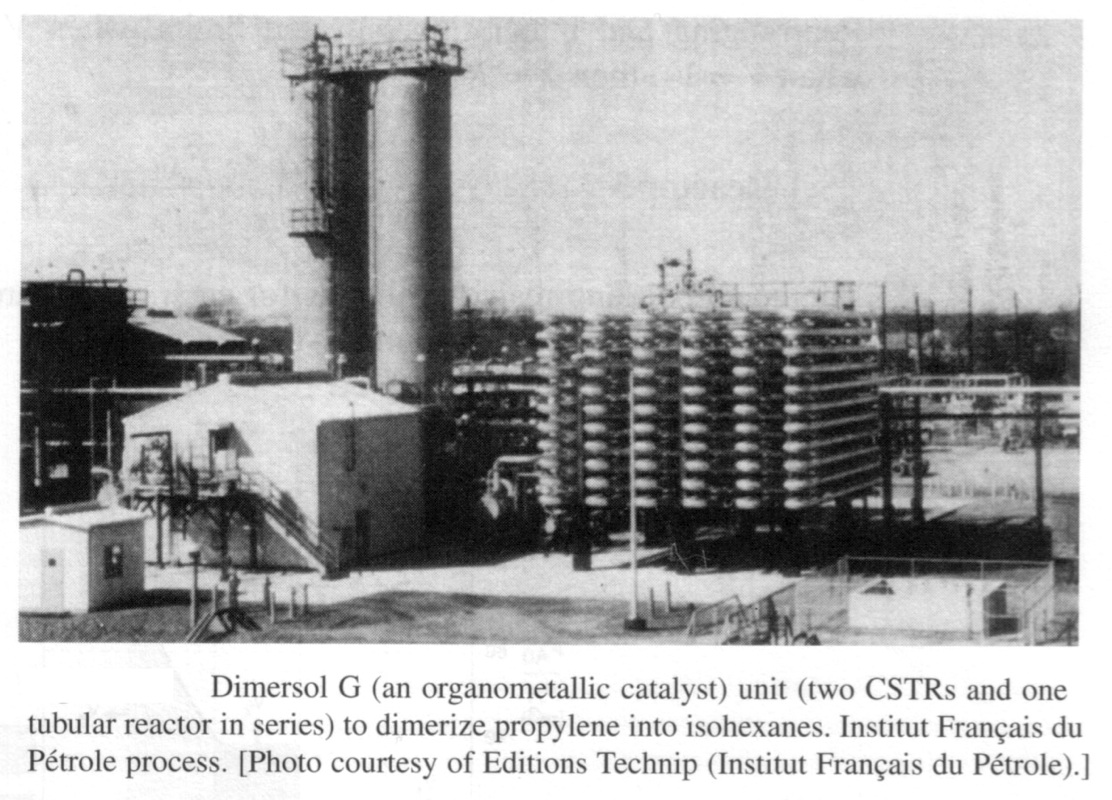 Dimersol G (an organometallic catalyst) unit (two CSTRs and one
tubular reactor in series) to dimerize propylene into isohexanes. Institut Français du
Pétrole process. [Photo courtesy of Editions Technip (Institut Français du Pétrole).]